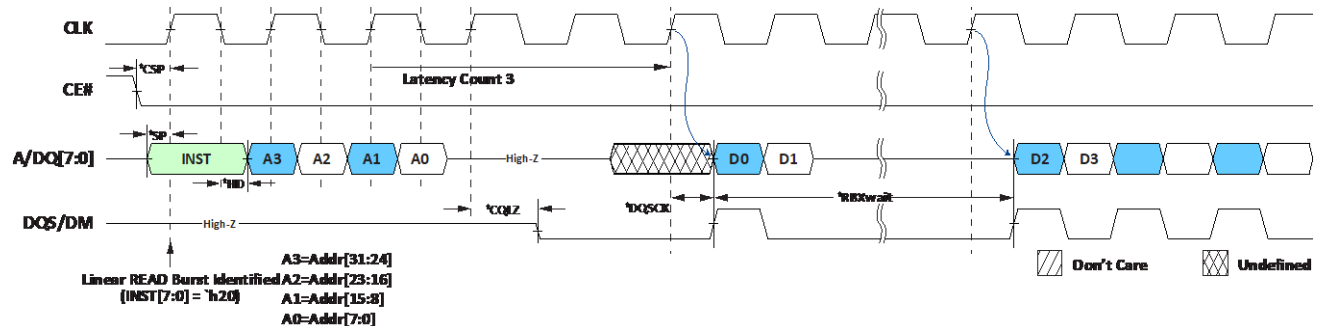 CLK
tCSP
Latency Count 3
CE#
tSP
A/DQ[7:0]
INST A3 A2 A1 A0 High-Z D0 D1 D2 D3
tHD
tCQLZ
tDQSCK
tRBXwait
DQS/DM
High-Z
Don't Care
Undefined
Linear READ Burst Identified
(INST[7:0] = `h20)
A3=Addr[31:24]
A2=Addr[23:16]
A1=Addr[15:8]
A0=Addr[7:0]